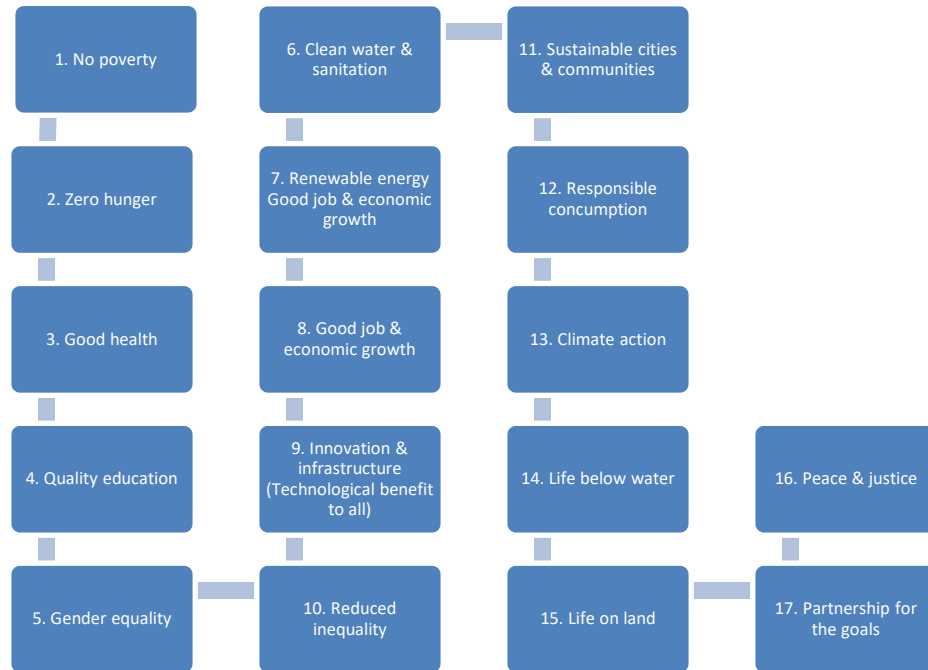 1. No poverty
2. Zero hunger
3. Good health
4. Quality education
5. Gender equality
6. Clean water &
sanitation
7. Renewable energy
Good job & economic
growth
8. Good job &
economic growth
9. Innovation &
infrastructure
(Technological benefit
to all)
10. Reduced
inequality
11. Sustainable cities
& communities
12. Responsible
concumption
13. Climate action
14. Life below water
15. Life on land
16. Peace & justice
17. Partnership for
the goals